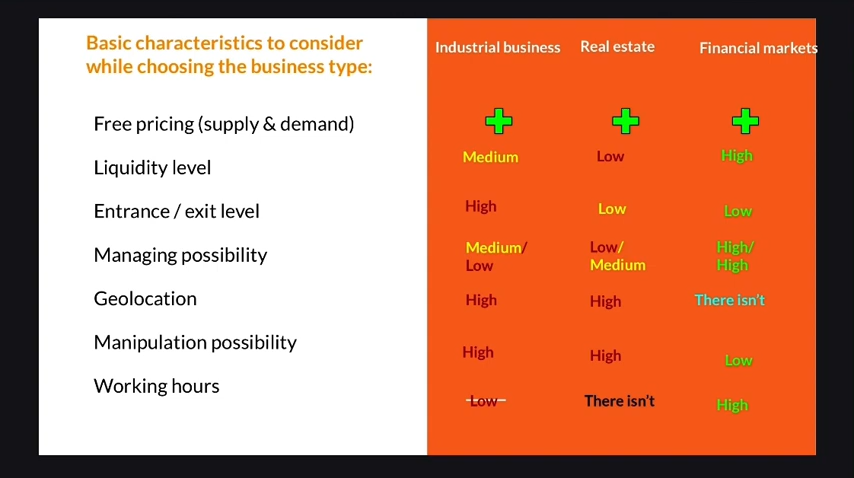 Basic characteristics to consider
while choosing the business type:
Industrial business Real estate Financial markets
Free pricing (supply & demand)
Liquidity level Medium Low High
Entrance / exit level High Low Low
Managing possibility Medium/ Low/ High/
Low Medium High
Geolocation High High There isn't
Manipulation possibility High High Low
Working hours Low There isn't High